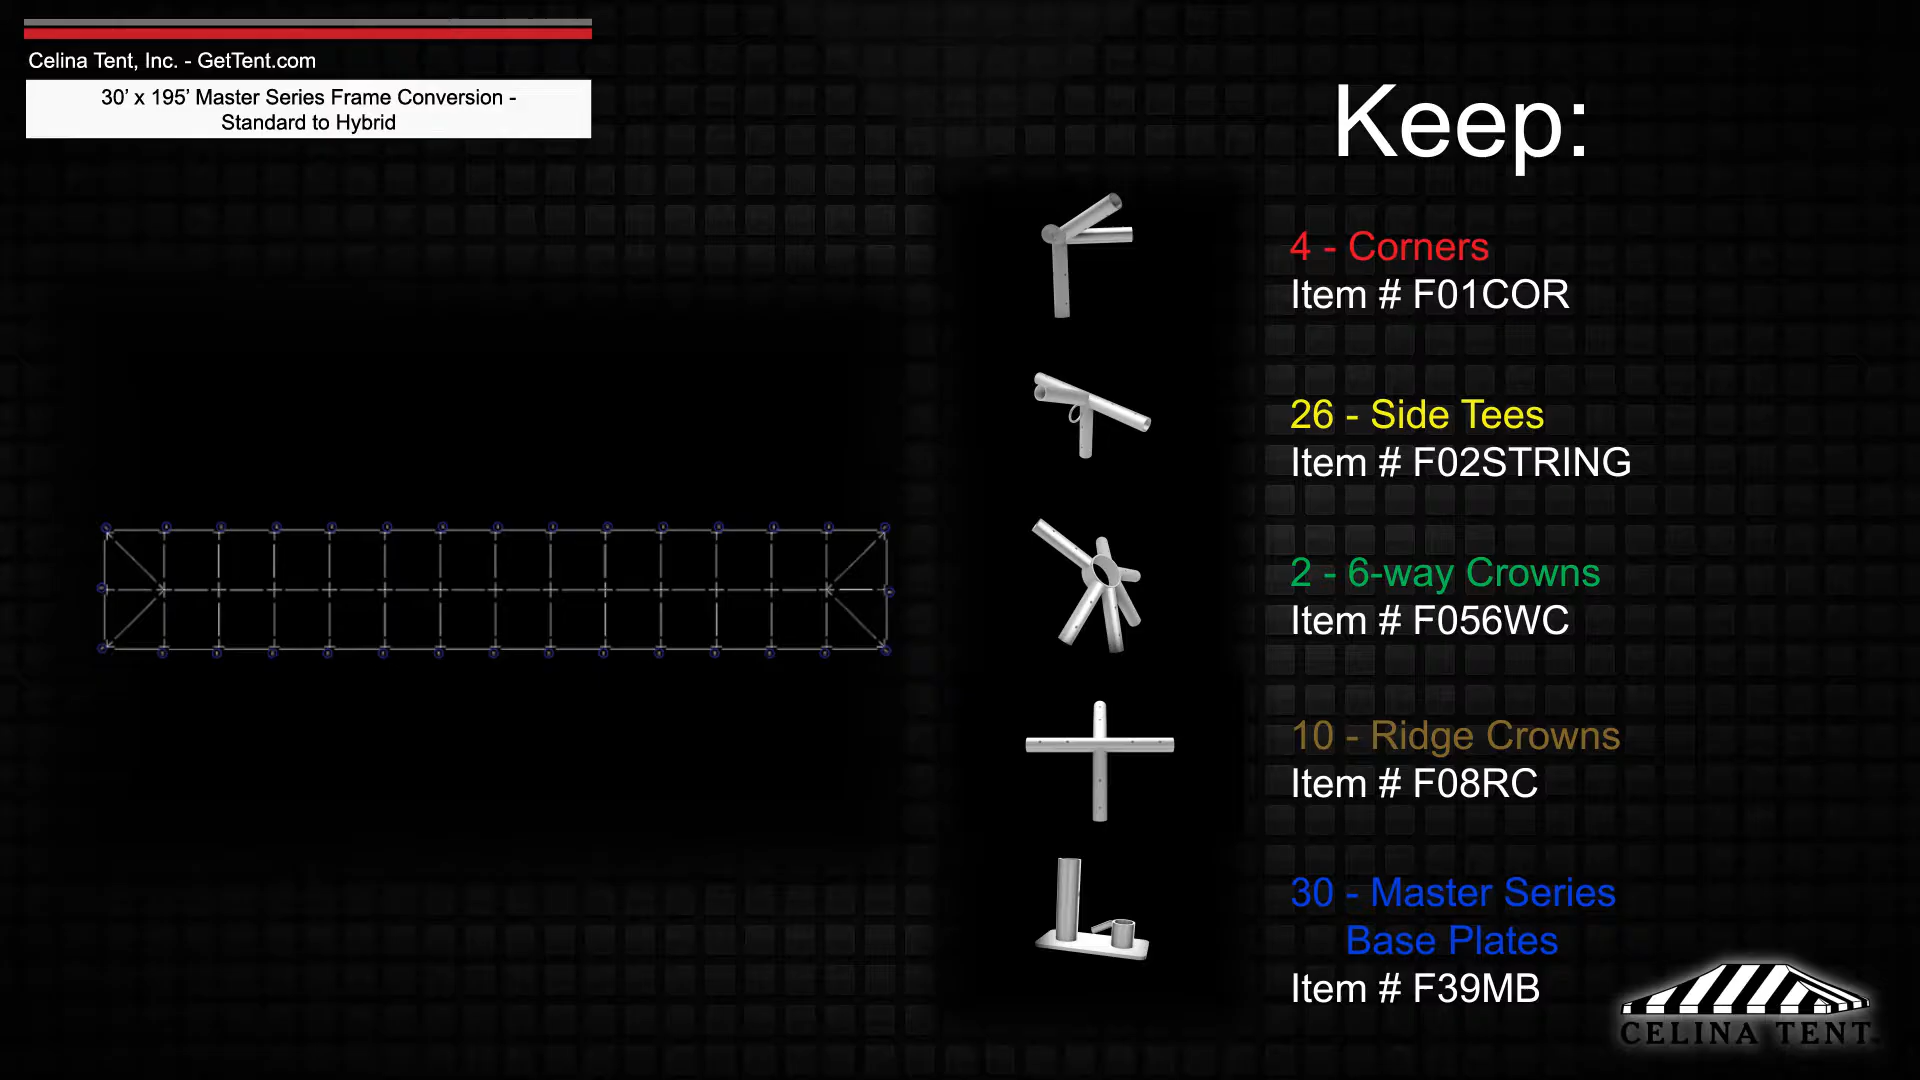 Celina Tent, Inc. - GetTent.com
30’ x 195’ Master Series Frame Conversion -
Standard to Hybrid
Keep:
4 - Corners
Item # F01COR
26 - Side Tees
Item # F02STRING
2 - 6-way Crowns
Item # F056WC
10 - Ridge Crowns
Item # F08RC
30 - Master Series
Base Plates
Item # F39MB
CELINA TENT